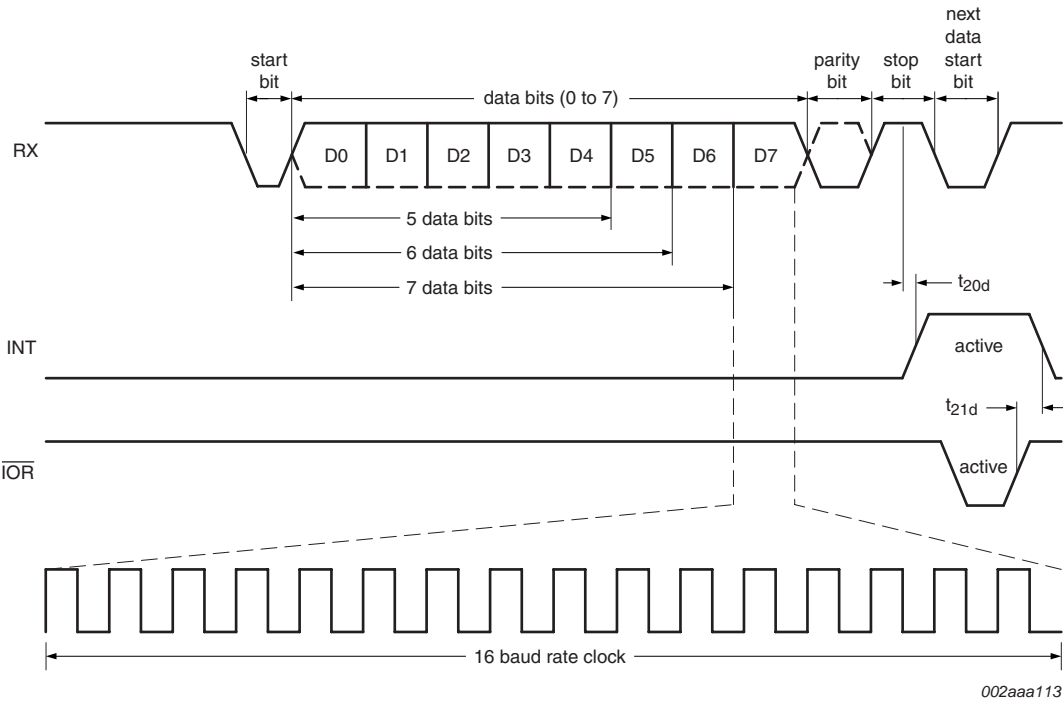 next
data
start
bit
start
bit
parity
bit
stop
bit
data bits (0 to 7)
RX
D0 D1 D2 D3 D4 D5 D6 D7
5 data bits
6 data bits
7 data bits
t20d
INT
active
t21d
IOR
active
16 baud rate clock
002aaa113